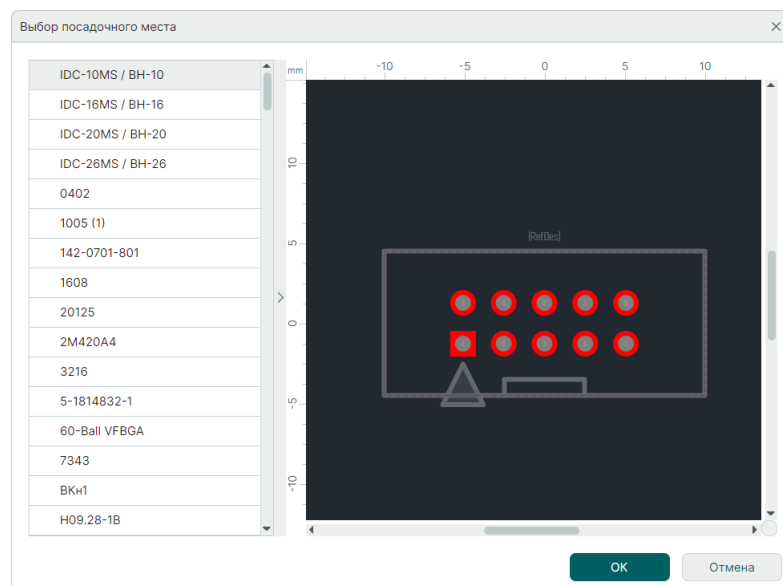 Выбор посадочного места
IDC-10MS / BH-10
IDC-16MS / BH-16
IDC-20MS / BH-20
IDC-26MS / BH-26
0402
1005 (1)
142-0701-801
1608
20125
2M420A4
3216
5-1814832-1
60-Ball VFBGA
7343
ВКн1
H09.28-1B
mm
-10 -5 0 5 10
10
5
0
-5
-10
{RefDes}
OK
Отмена